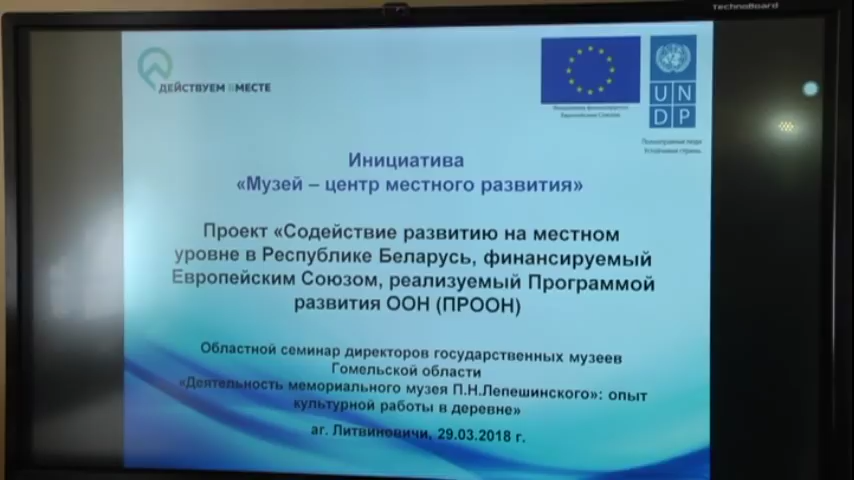 TechnoBoard
ДЕЙСТВУЕМ ВМЕСТЕ
UN
DP
Инициатива
«Музей – центр местного развития»
Проект «Содействие развитию на местном
уровне в Республике Беларусь, финансируемый
Европейским Союзом, реализуемый Программой
развития ООН (ПРООН)
Областной семинар директоров государственных музеев
Гомельской области
«Деятельность мемориального музея П.Н.Лепешинского»: опыт
культурной работы в деревне»
аг. Литвиновичи, 29.03.2018 г.